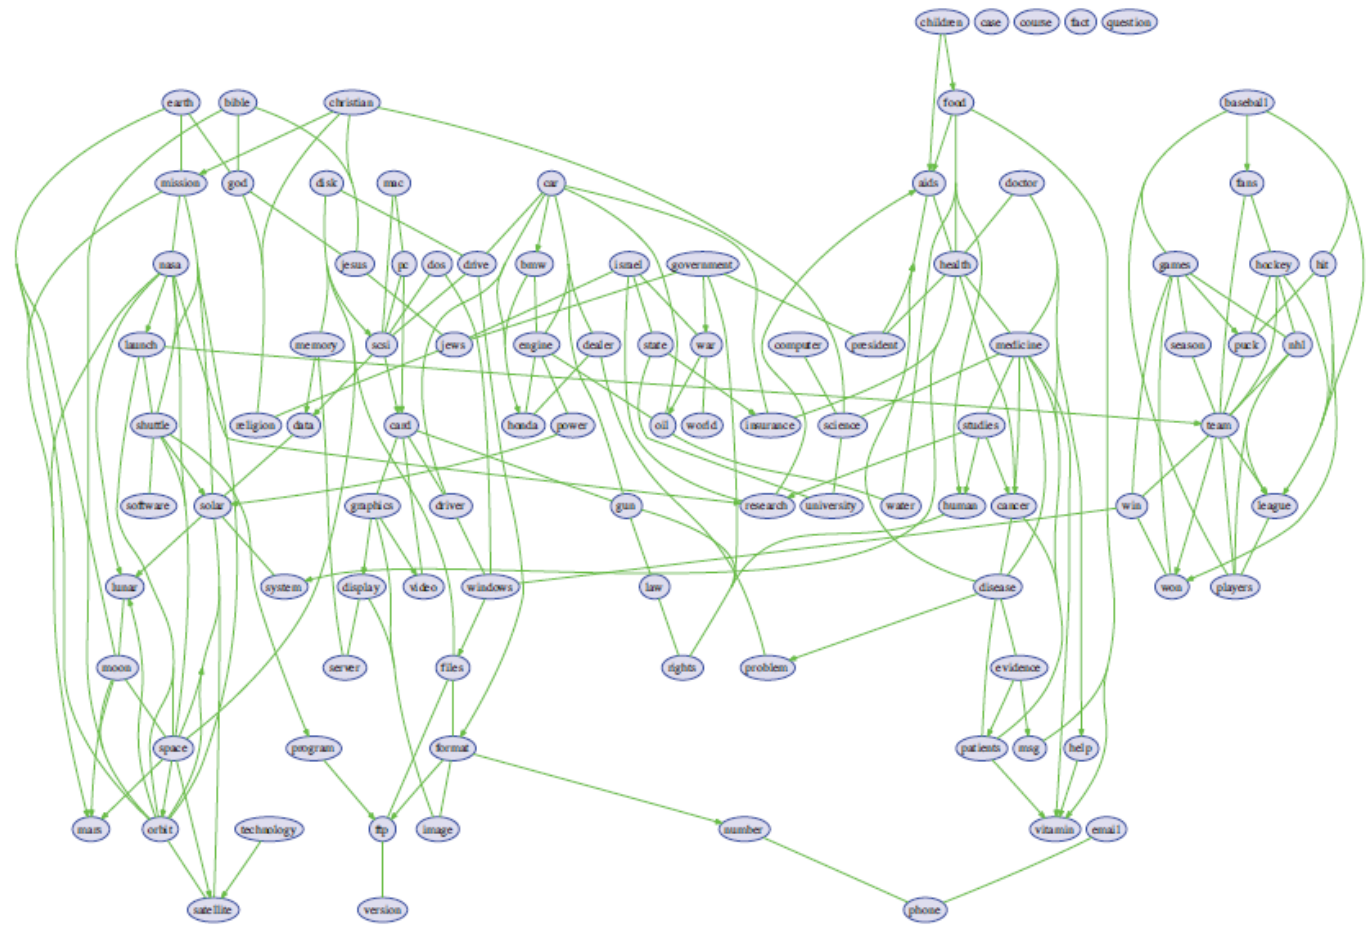 children case course fact question
earth bible christian food baseball
mission god disk mac car aids doctor fans
nasa jesus pc dos drive bmw israel government health games hockey hit
launch memory scsi jews engine dealer state war computer president medicine season puck nhl
shuttle religion data card honda power oil world insurance science studies team
software solar graphics driver gun research university water human cancer win league
lunar system display video windows law disease won players
moon server files rights problem evidence
space program format patients msg help
mars orbit technology ftp image number vitamin email
satellite version phone